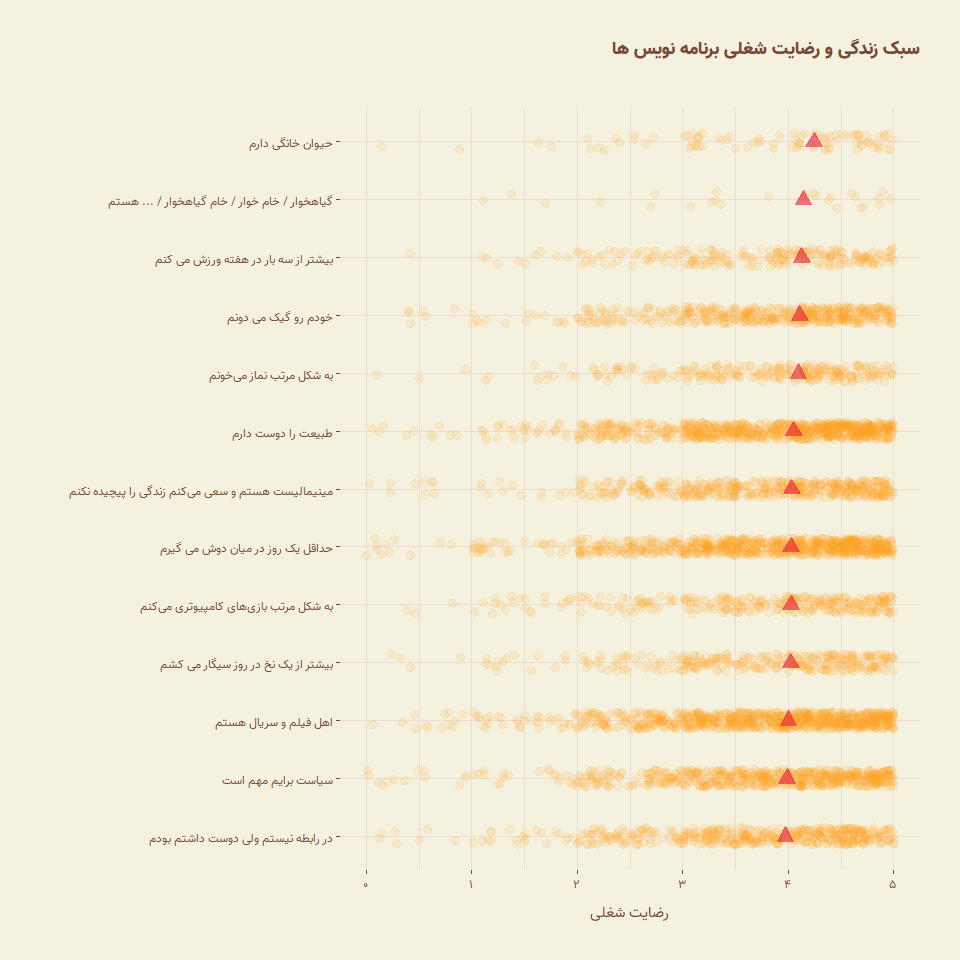 سبک زندگی و رضایت شغلی برنامه نویس ها
حیوان خانگی دارم
گیاهخوار / خام خوار / خام گیاهخوار / ... هستم
بیشتر از سه بار در هفته ورزش می کنم
خودم رو گیک می دونم
به شکل مرتب نماز می‌خونم
طبیعت را دوست دارم
مینیمالیست هستم و سعی می‌کنم زندگی را پیچیده نکنم
حداقل یک روز در میان دوش می گیرم
به شکل مرتب بازی‌های کامپیوتری می‌کنم
بیشتر از یک نخ در روز سیگار می کشم
اهل فیلم و سریال هستم
سیاست برایم مهم است
در رابطه نیستم ولی دوست داشتم بودم
۰ ۱ ۲ ۳ ۴ ۵
رضایت شغلی